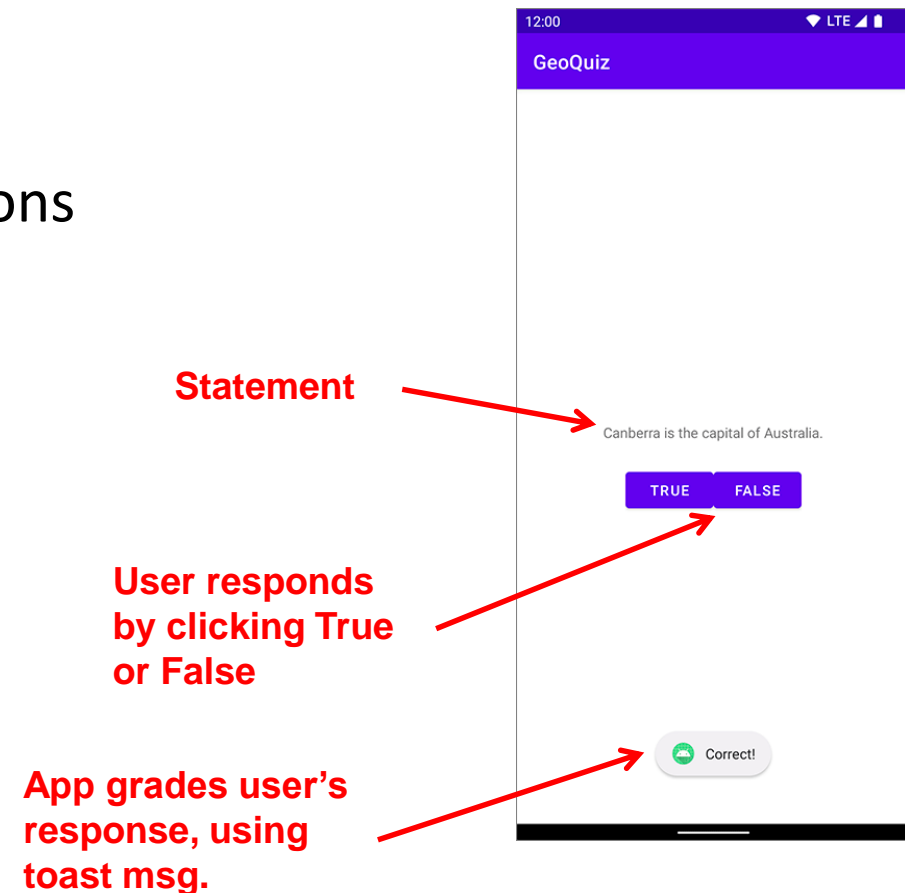 12:00 LTE
GeoQuiz
ons
Statement
Canberra is the capital of Australia.
TRUE FALSE
User responds
by clicking True
or False
Correct!
App grades user’s
response, using
toast msg.